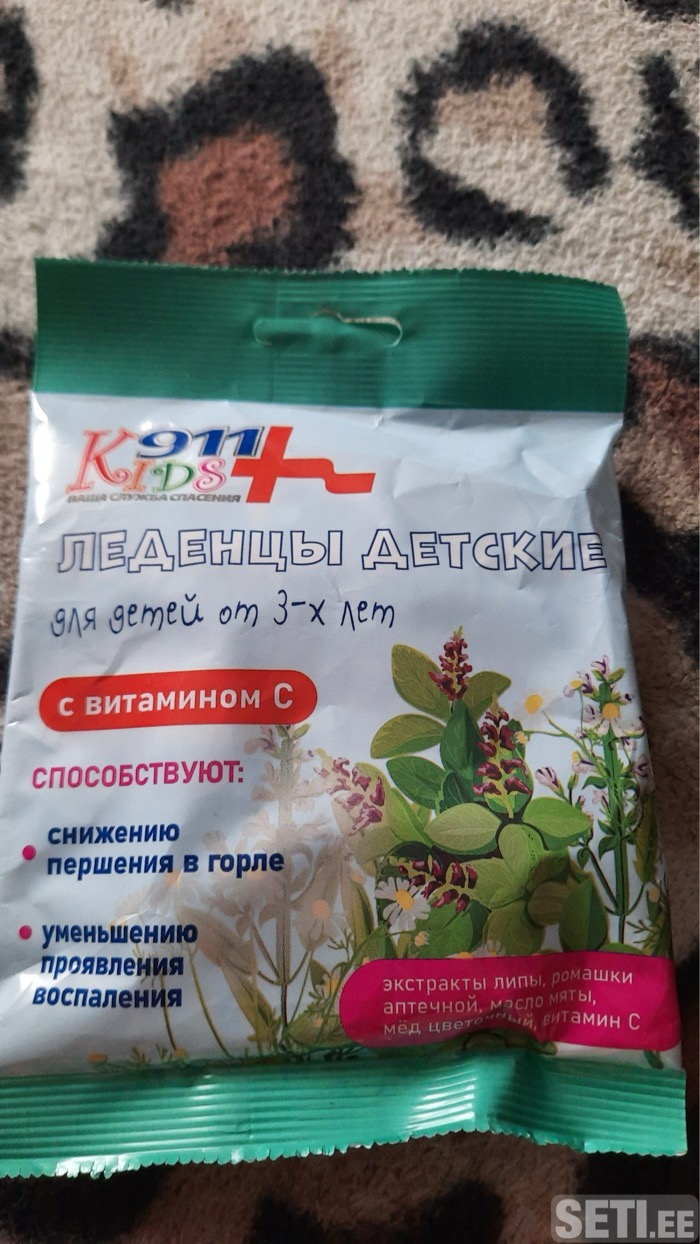 911
KIDS
ВАША СЛУЖБА СПАСЕНИЯ
ЛЕДЕНЦЫ ДЕТСКИЕ
для детей от 3-х лет
с витамином С
СПОСОБСТВУЮТ:
• снижению
першения в горле
• уменьшению
проявления
воспаления
экстракты липы, ромашки
аптечной, масло мяты,
мёд цветочный, витамин С
SETI.EE